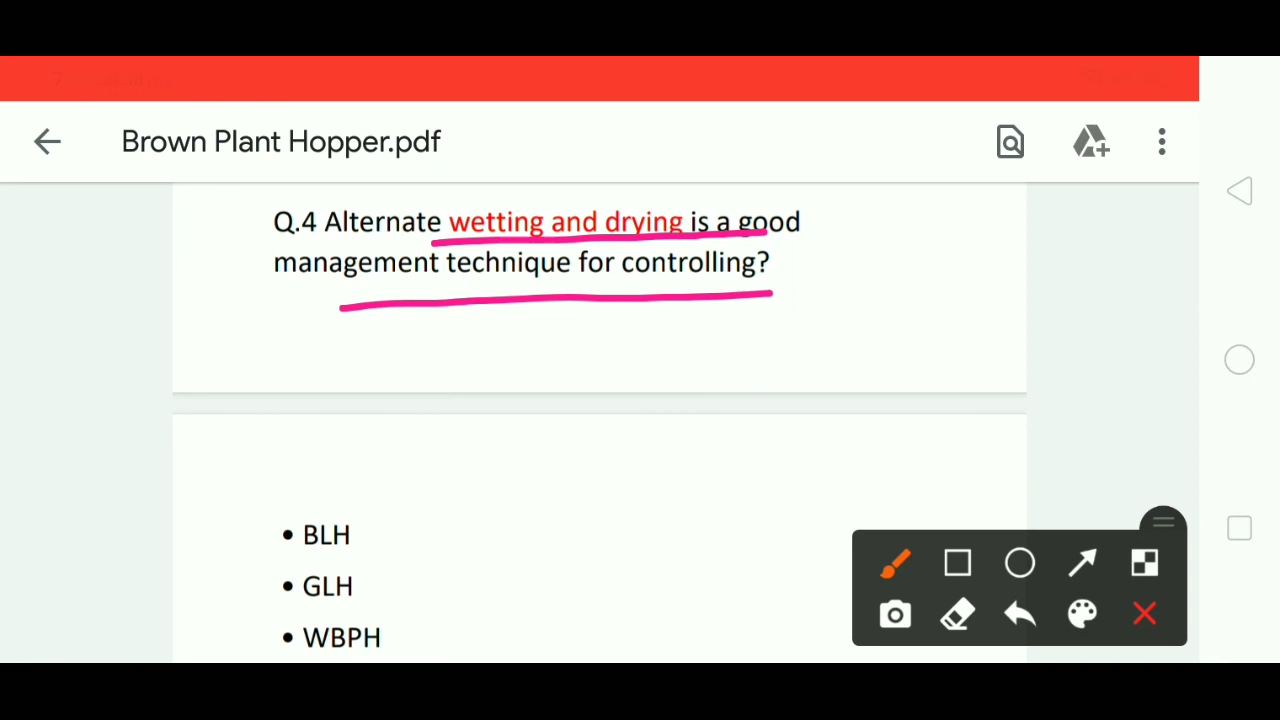 Brown Plant Hopper.pdf
Q.4 Alternate wetting and drying is a good
management technique for controlling?
• BLH
• GLH
• WBPH